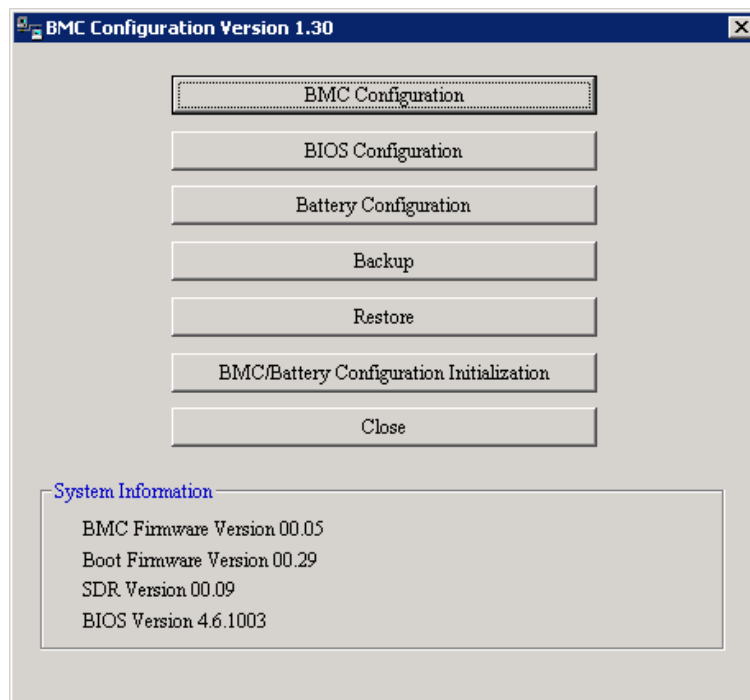 BMC Configuration Version 1.30
BMC Configuration
BIOS Configuration
Battery Configuration
Backup
Restore
BMC/Battery Configuration Initialization
Close
System Information
BMC Firmware Version 00.05
Boot Firmware Version 00.29
SDR Version 00.09
BIOS Version 4.6.1003